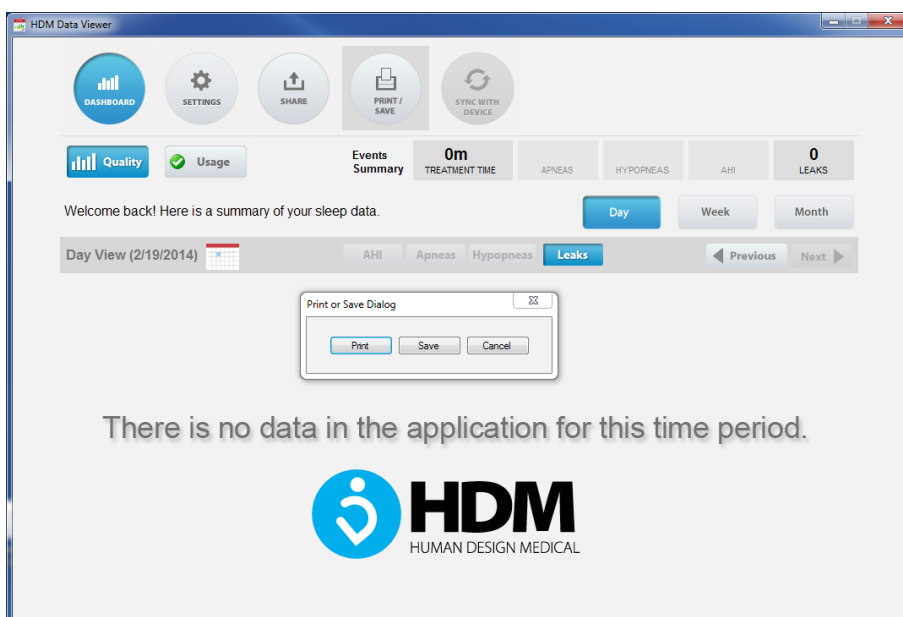 HDM Data Viewer
DASHBOARD
SETTINGS
SHARE
PRINT /
SAVE
SYNC WITH
DEVICE
Quality
Usage
Events
Summary
0m
TREATMENT TIME
APNEAS
HYPOPNEAS
AHI
0
LEAKS
Welcome back! Here is a summary of your sleep data.
Day
Week
Month
Day View (2/19/2014)
AHI
Apneas
Hypopneas
Leaks
Previous
Next
Print or Save Dialog
Print
Save
Cancel
There is no data in the application for this time period.
HDM
HUMAN DESIGN MEDICAL